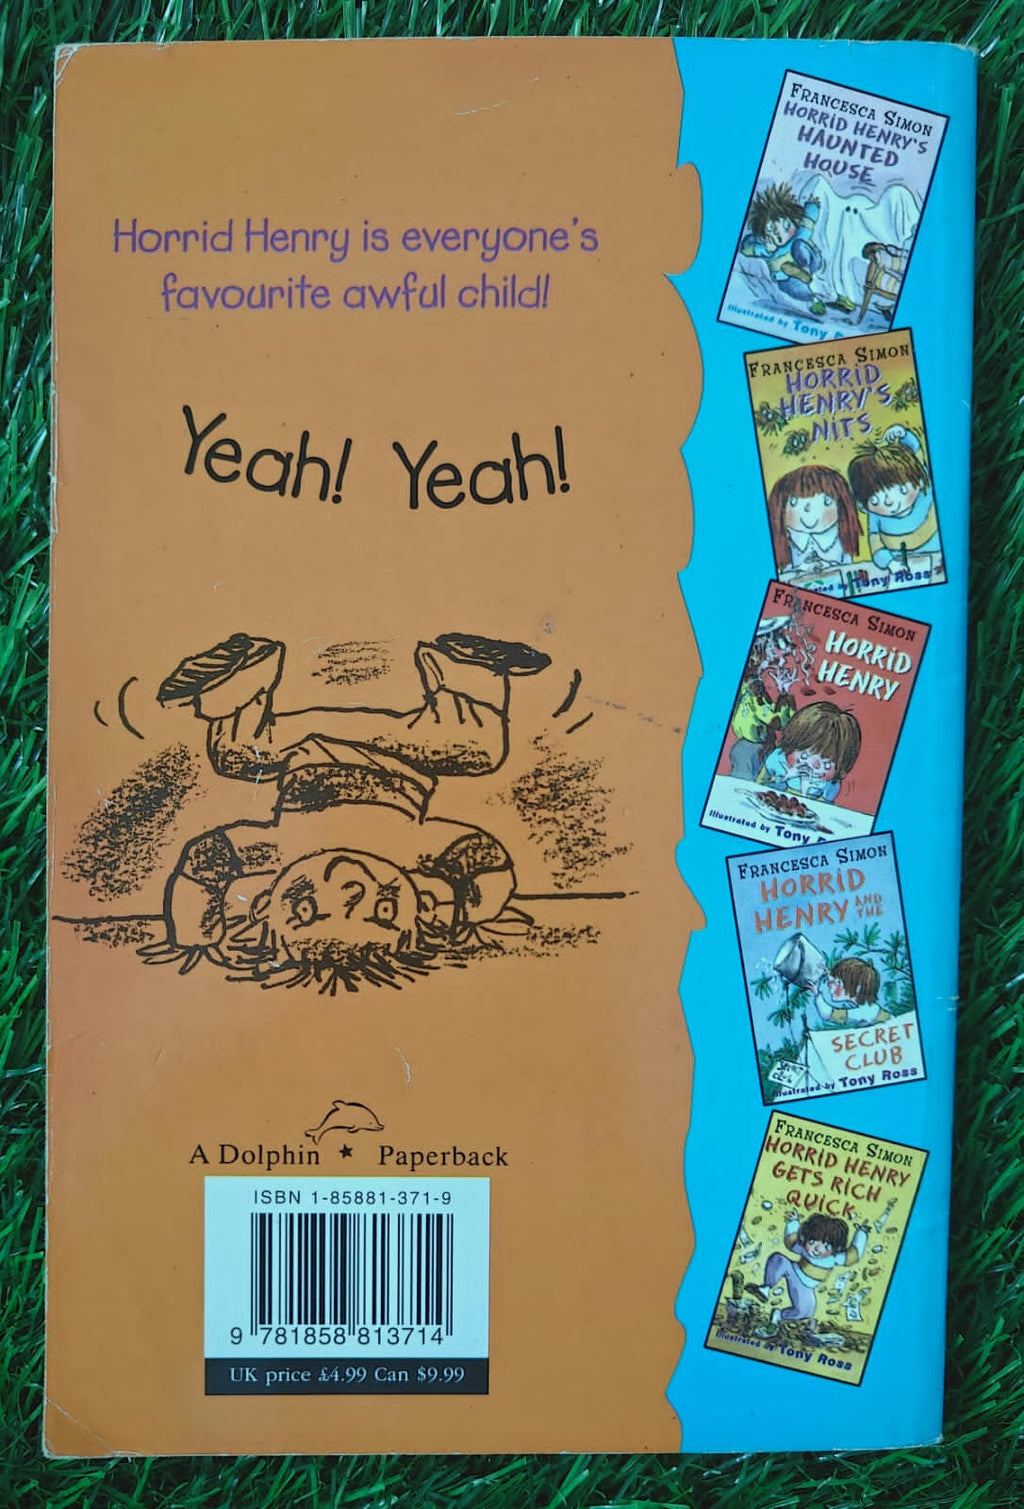 Horrid Henry is everyone's
favourite awful child!
Yeah! Yeah!
A Dolphin Paperback
ISBN 1-85881-371-9
9 781858 813714
UK price £4.99 Can $9.99
FRANCESCA SIMON
HORRID HENRY'S
HAUNTED
HOUSE
Illustrated by Tony
FRANCESCA SIMON
HORRID
HENRY'S
NITS
by Tony Ross
FRANCESCA SIMON
HORRID
HENRY
Illustrated by Tony
FRANCESCA SIMON
HORRID
HENRY AND THE
SECRET
CLUB
SECRET
CLUB
Illustrated by Tony Ross
FRANCESCA SIMON
HORRID HENRY
GETS RICH
QUICK
Illustrated by Tony Ross